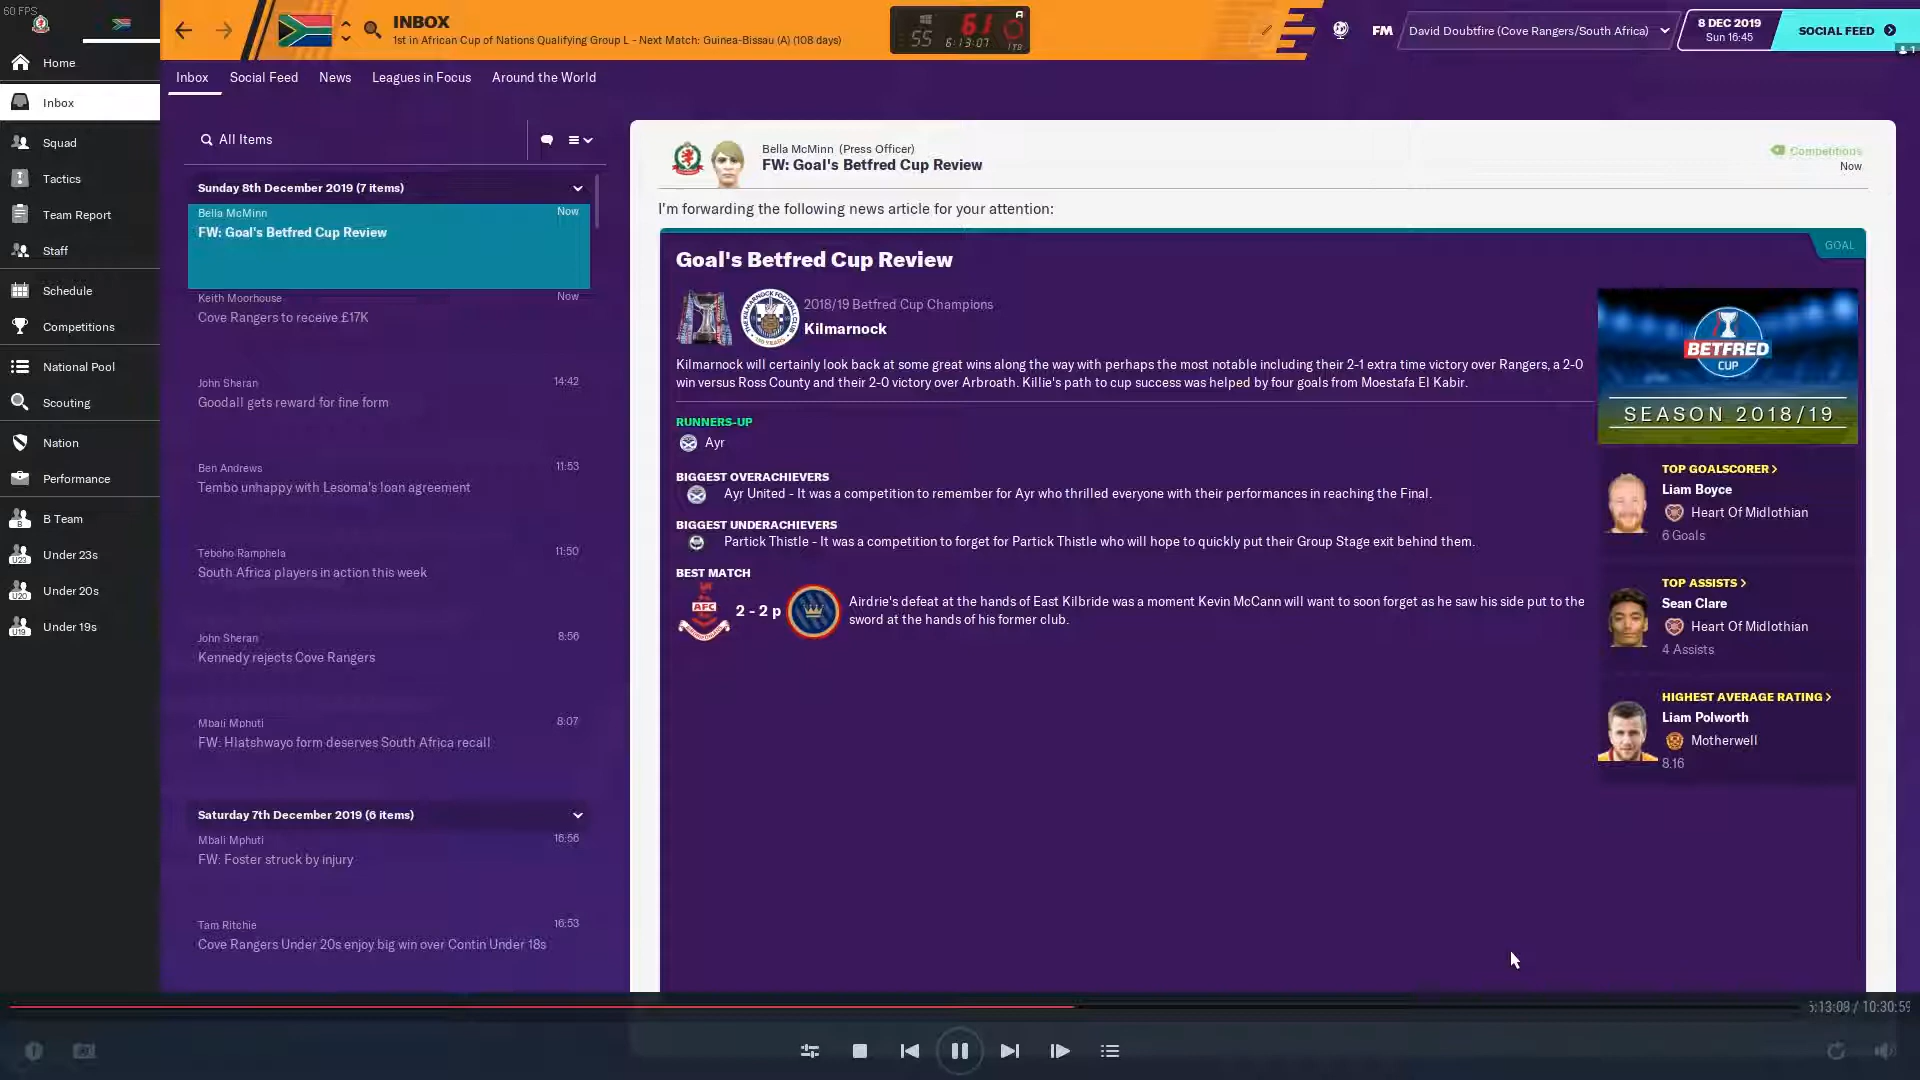 60 FPS
INBOX
1st in African Cup of Nations Qualifying Group L - Next Match: Guinea-Bissau (A) (108 days)
55
61
A
6:13:07
1TB
FM
David Doubtfire (Cove Rangers/South Africa)
8 DEC 2019
Sun 16:45
SOCIAL FEED
1
Home
Inbox
Squad
Tactics
Team Report
Staff
Schedule
Competitions
National Pool
Scouting
Nation
Performance
B
B Team
U23
Under 23s
U20
Under 20s
U19
Under 19s
Inbox
Social Feed
News
Leagues in Focus
Around the World
All Items
Sunday 8th December 2019 (7 items)
Bella McMinn
Now
FW: Goal's Betfred Cup Review
Keith Moorhouse
Now
Cove Rangers to receive £17K
John Sheran
14:42
Goodall gets reward for fine form
Ben Andrews
11:53
Tembo unhappy with Lesoma's loan agreement
Teboho Ramphela
11:50
South Africa players in action this week
John Sheran
8:56
Kennedy rejects Cove Rangers
Mbali Mphuti
8:07
FW: Hlatshwayo form deserves South Africa recall
Saturday 7th December 2019 (6 items)
Mbali Mphuti
16:56
FW: Foster struck by injury
Tam Ritchie
16:53
Cove Rangers Under 20s enjoy big win over Contin Under 18s
Bella McMinn (Press Officer)
FW: Goal's Betfred Cup Review
Competitions
Now
I'm forwarding the following news article for your attention:
GOAL
Goal's Betfred Cup Review
2018/19 Betfred Cup Champions
Kilmarnock
Kilmarnock will certainly look back at some great wins along the way with perhaps the most notable including their 2-1 extra time victory over Rangers, a 2-0
win versus Ross County and their 2-0 victory over Arbroath. Killie's path to cup success was helped by four goals from Moestafa El Kabir.
RUNNERS-UP
Ayr
BIGGEST OVERACHIEVERS
Ayr United - It was a competition to remember for Ayr who thrilled everyone with their performances in reaching the Final.
BIGGEST UNDERACHIEVERS
Partick Thistle - It was a competition to forget for Partick Thistle who will hope to quickly put their Group Stage exit behind them.
BEST MATCH
AFC
2 - 2 p
Airdrie's defeat at the hands of East Kilbride was a moment Kevin McCann will want to soon forget as he saw his side put to the
sword at the hands of his former club.
BETFRED
CUP
SEASON 2018/19
TOP GOALSCORER
Liam Boyce
Heart Of Midlothian
6 Goals
TOP ASSISTS
Sean Clare
Heart Of Midlothian
4 Assists
HIGHEST AVERAGE RATING
Liam Polworth
Motherwell
8.16
:13:08 / 10:30:59